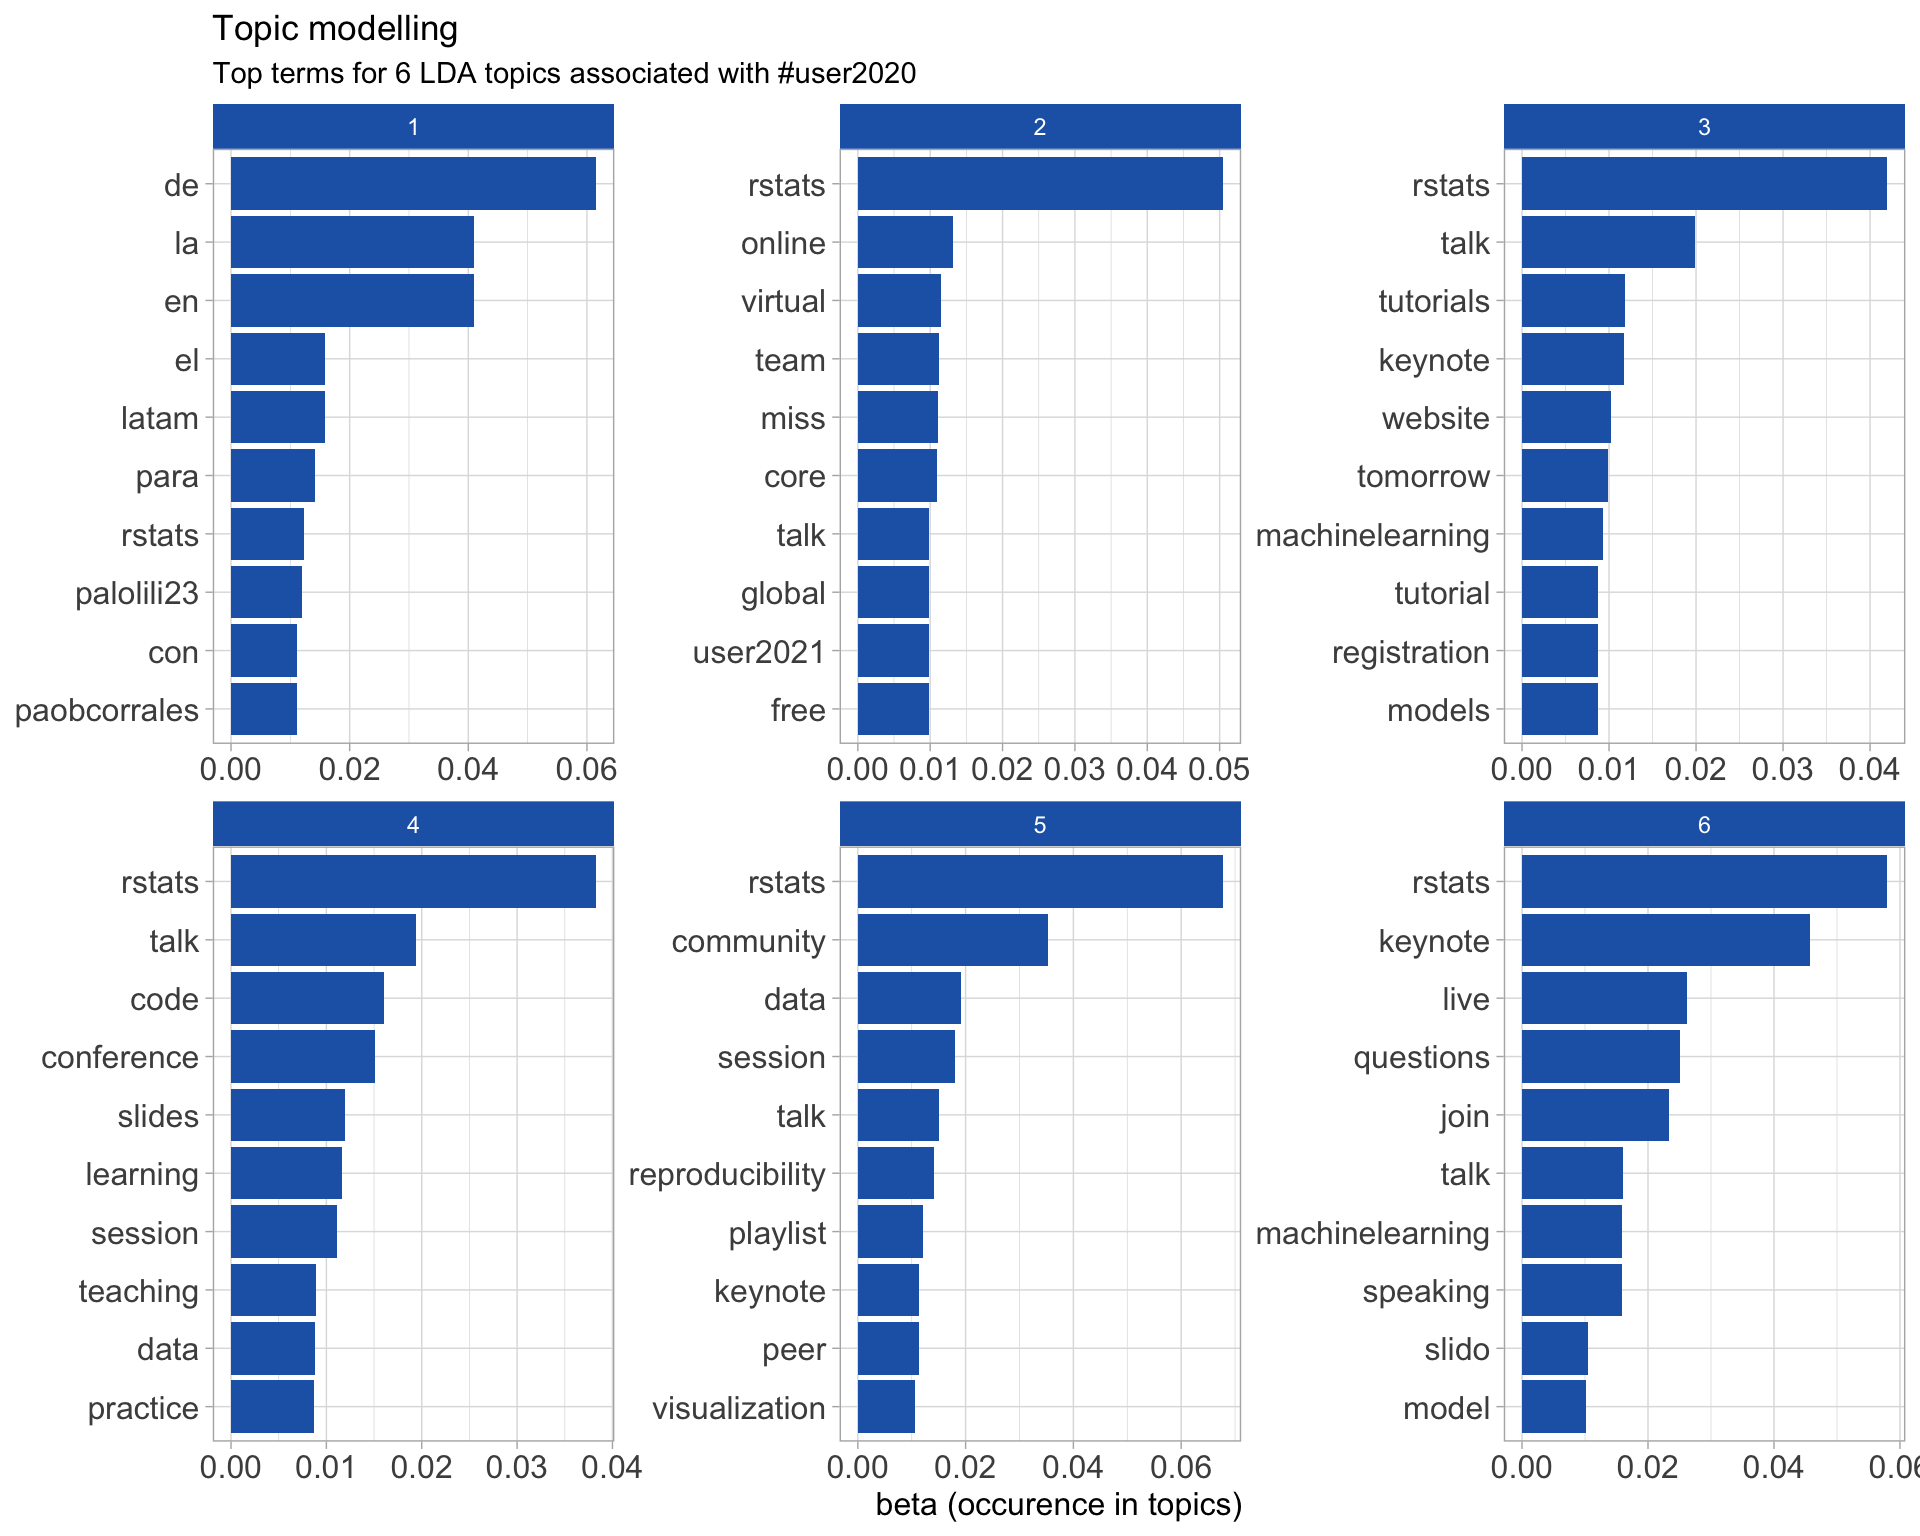 Topic modelling
Top terms for 6 LDA topics associated with #user2020
1
de
la
en
el
latam
para
rstats
palolili23
con
paobcorrales
0.00 0.02 0.04 0.06
2
rstats
online
virtual
team
miss
core
talk
global
user2021
free
0.00 0.01 0.02 0.03 0.04 0.05
3
rstats
talk
tutorials
keynote
website
tomorrow
machinelearning
tutorial
registration
models
0.00 0.01 0.02 0.03 0.04
4
rstats
talk
code
conference
slides
learning
session
teaching
data
practice
0.00 0.01 0.02 0.03 0.04
5
rstats
community
data
session
talk
reproducibility
playlist
keynote
peer
visualization
0.00 0.02 0.04 0.06
6
rstats
keynote
live
questions
join
talk
machinelearning
speaking
slido
model
0.00 0.02 0.04 0.06
beta (occurence in topics)